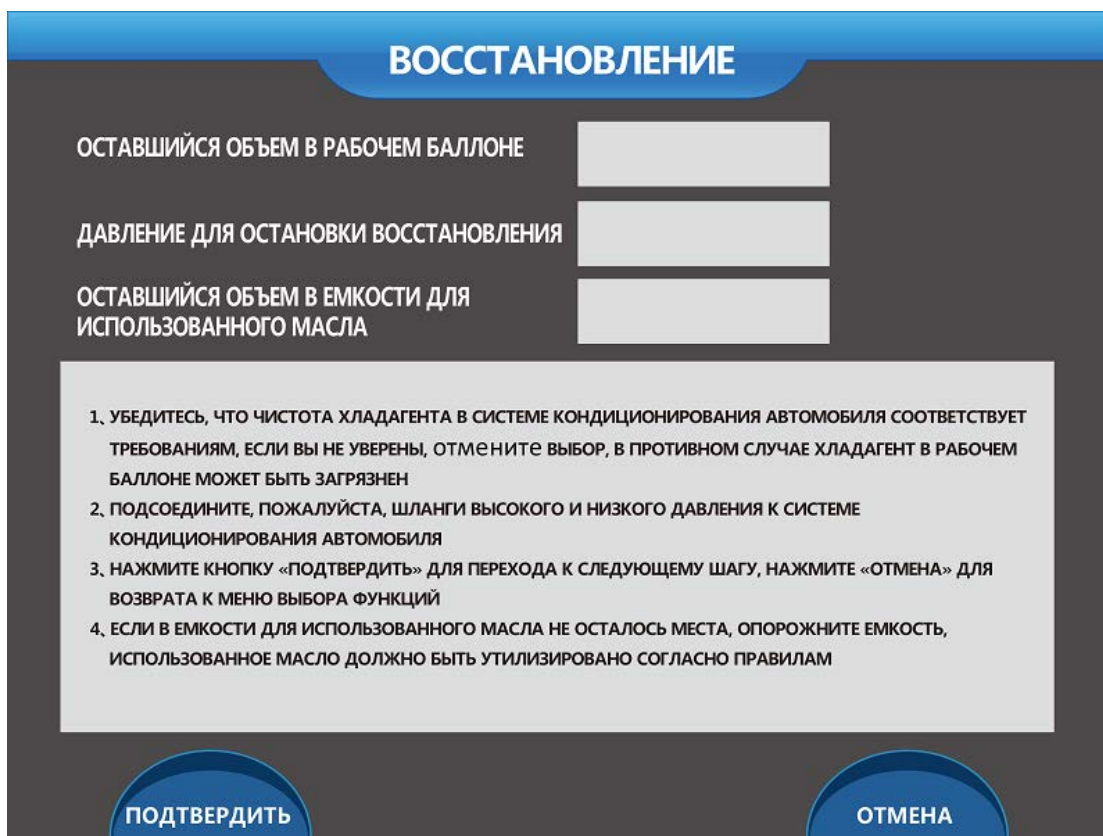 ВОССТАНОВЛЕНИЕ
ОСТАВШИЙСЯ ОБЪЕМ В РАБОЧЕМ БАЛЛОНЕ
ДАВЛЕНИЕ ДЛЯ ОСТАНОВКИ ВОССТАНОВЛЕНИЯ
ОСТАВШИЙСЯ ОБЪЕМ В ЕМКОСТИ ДЛЯ
ИСПОЛЬЗОВАННОГО МАСЛА
1、УБЕДИТЕСЬ, ЧТО ЧИСТОТА ХЛАДАГЕНТА В СИСТЕМЕ КОНДИЦИОНИРОВАНИЯ АВТОМОБИЛЯ СООТВЕТСТВУЕТ
ТРЕБОВАНИЯМ, ЕСЛИ ВЫ НЕ УВЕРЕНЫ, отмените ВЫБОР, В ПРОТИВНОМ СЛУЧАЕ ХЛАДАГЕНТ В РАБОЧЕМ
БАЛЛОНЕ МОЖЕТ БЫТЬ ЗАГРЯЗНЕН
2、ПОДСОЕДИНИТЕ, ПОЖАЛУЙСТА, ШЛАНГИ ВЫСОКОГО И НИЗКОГО ДАВЛЕНИЯ К СИСТЕМЕ
КОНДИЦИОНИРОВАНИЯ АВТОМОБИЛЯ
3、НАЖМИТЕ КНОПКУ «ПОДТВЕРДИТЬ» ДЛЯ ПЕРЕХОДА К СЛЕДУЮЩЕМУ ШАГУ, НАЖМИТЕ «ОТМЕНА» ДЛЯ
ВОЗВРАТА К МЕНЮ ВЫБОРА ФУНКЦИЙ
4、ЕСЛИ В ЕМКОСТИ ДЛЯ ИСПОЛЬЗОВАННОГО МАСЛА НЕ ОСТАЛОСЬ МЕСТА, ОПОРОЖНИТЕ ЕМКОСТЬ,
ИСПОЛЬЗОВАННОЕ МАСЛО ДОЛЖНО БЫТЬ УТИЛИЗИРОВАНО СОГЛАСНО ПРАВИЛАМ
ПОДТВЕРДИТЬ
ОТМЕНА